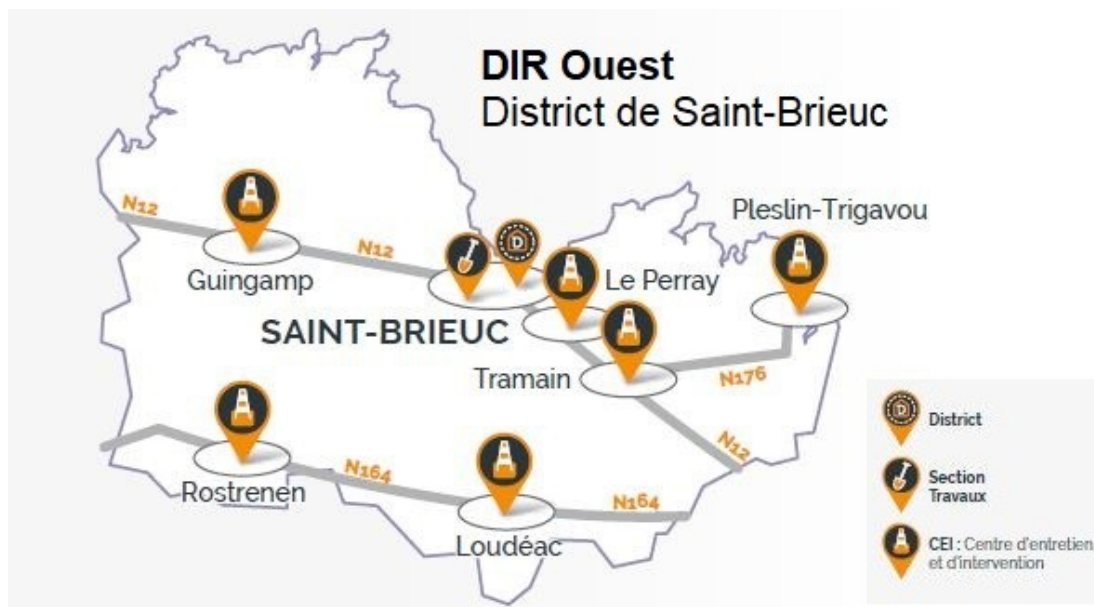 DIR Ouest
District de Saint-Brieuc
Pleslin-Trigavou
N12
N12
Guingamp
Le Perray
SAINT-BRIEUC
Tramain
N176
N12
Rostrenen
N164
N164
Loudéac
D
D
District
Section
Travaux
CEI : Centre d'entretien
et d'intervention